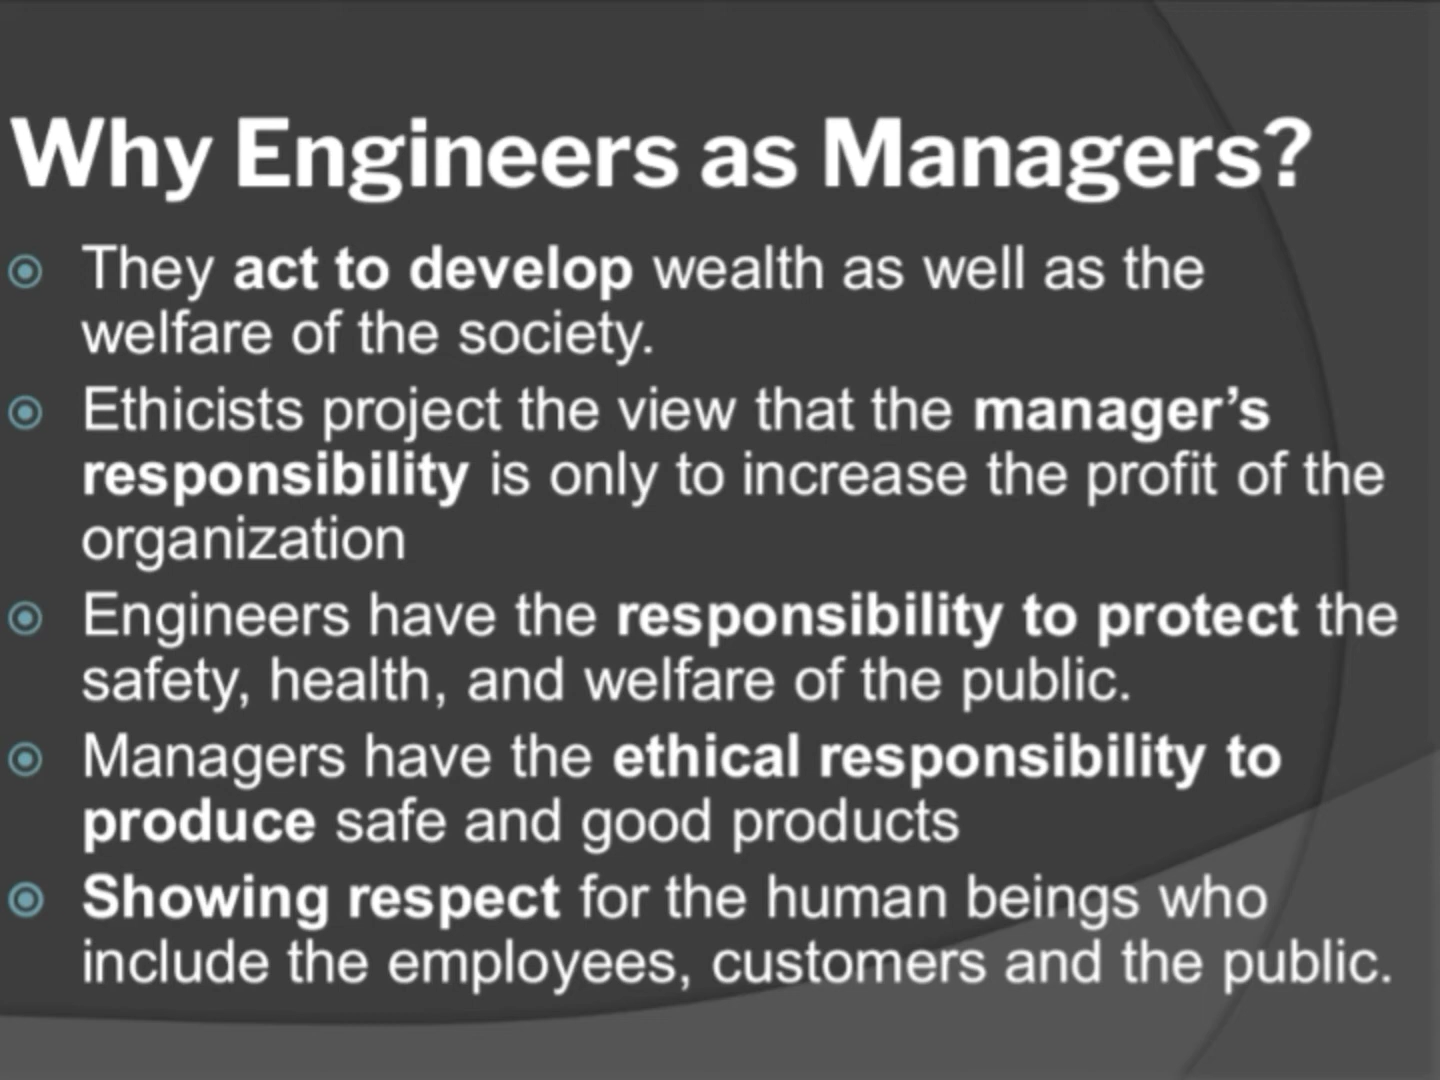 Why Engineers as Managers?
They act to develop wealth as well as the
welfare of the society.
Ethicists project the view that the manager’s
responsibility is only to increase the profit of the
organization
Engineers have the responsibility to protect the
safety, health, and welfare of the public.
Managers have the ethical responsibility to
produce safe and good products
Showing respect for the human beings who
include the employees, customers and the public.